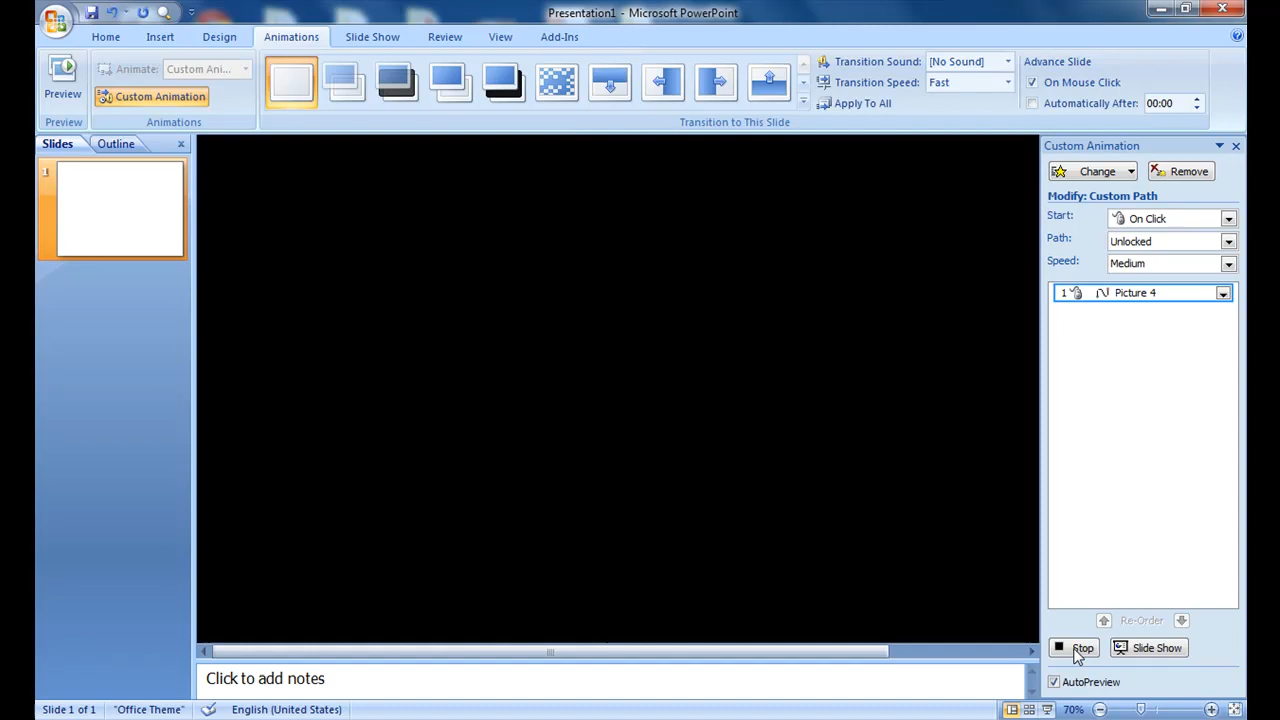 Presentation1 - Microsoft PowerPoint
Home Insert Design Animations Slide Show Review View Add-Ins
Preview
Preview
Animate: Custom Ani...
Custom Animation
Animations
Transition Sound: [No Sound]
Transition Speed: Fast
Apply To All
Transition to This Slide
Advance Slide
On Mouse Click
Automatically After: 00:00
Slides Outline
1
Custom Animation
Change Remove
Modify: Custom Path
Start: On Click
Path: Unlocked
Speed: Medium
1 Picture 4
Re-Order
Stop Slide Show
AutoPreview
Click to add notes
Slide 1 of 1 "Office Theme" English (United States) 70%